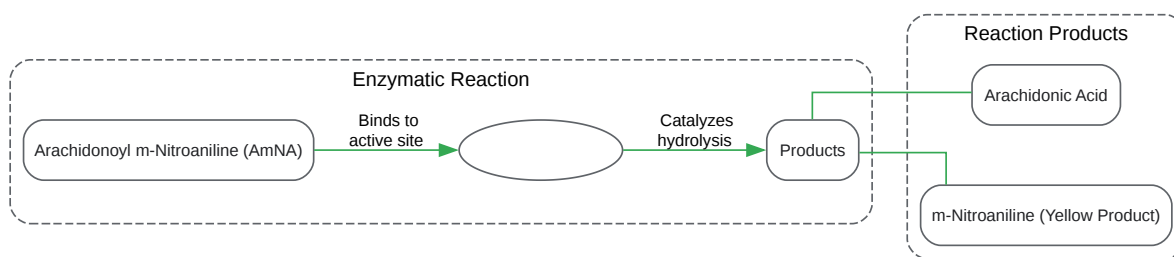 Reaction Products
Enzymatic Reaction
Arachidonic Acid
Binds to
active site
Catalyzes
hydrolysis
Arachidonoyl m-Nitroaniline (AmNA)
Products
m-Nitroaniline (Yellow Product)